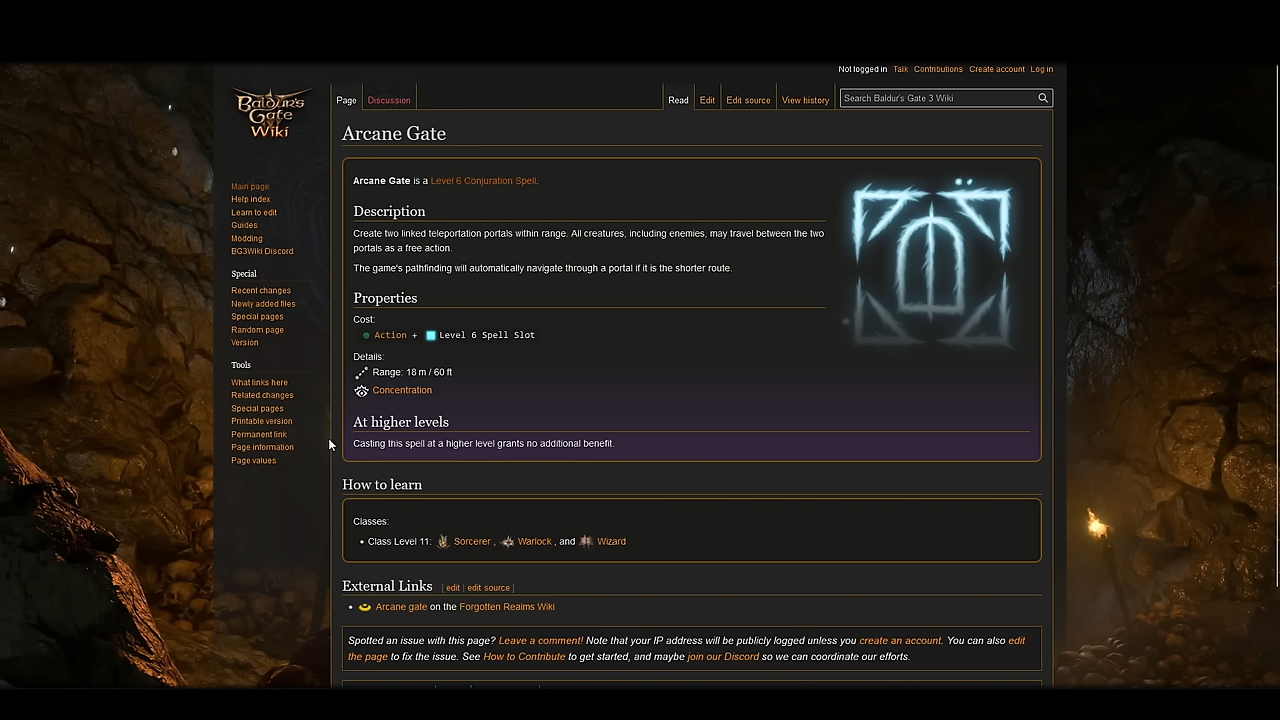 Not logged in Talk Contributions Create account Log in
Baldur's Gate Wiki
Page Discussion Read Edit Edit source View history Search Baldur's Gate 3 Wiki
Arcane Gate
Main page
Help index
Learn to edit
Guides
Modding
BG3Wiki Discord
Special
Recent changes
Newly added files
Special pages
Random page
Version
Tools
What links here
Related changes
Special pages
Printable version
Permanent link
Page information
Page values
Arcane Gate is a Level 6 Conjuration Spell.
Description
Create two linked teleportation portals within range. All creatures, including enemies, may travel between the two
portals as a free action.
The game's pathfinding will automatically navigate through a portal if it is the shorter route.
Properties
Cost:
Action + Level 6 Spell Slot
Details:
Range: 18 m / 60 ft
Concentration
At higher levels
Casting this spell at a higher level grants no additional benefit.
How to learn
Classes:
• Class Level 11: Sorcerer , Warlock , and Wizard
External Links | edit | edit source |
• Arcane gate on the Forgotten Realms Wiki
Spotted an issue with this page? Leave a comment! Note that your IP address will be publicly logged unless you create an account. You can also edit
the page to fix the issue. See How to Contribute to get started, and maybe join our Discord so we can coordinate our efforts.